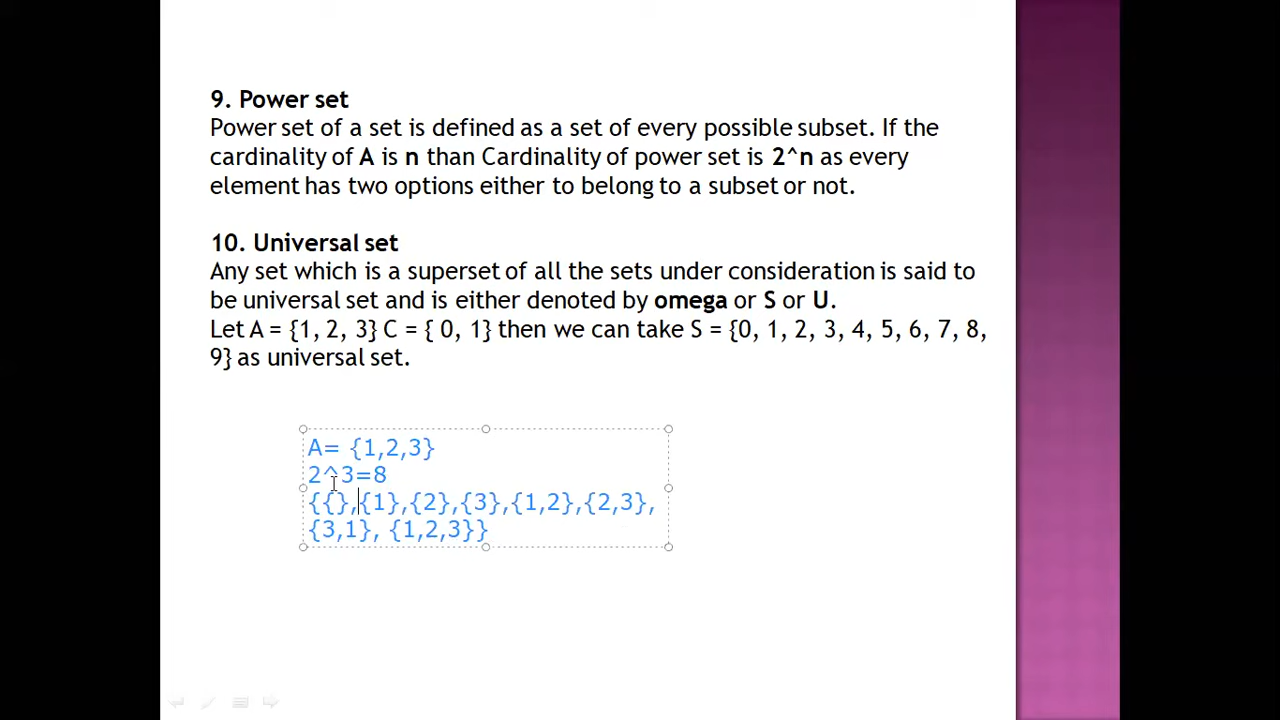 9. Power set
Power set of a set is defined as a set of every possible subset. If the
cardinality of A is n than Cardinality of power set is 2^n as every
element has two options either to belong to a subset or not.
10. Universal set
Any set which is a superset of all the sets under consideration is said to
be universal set and is either denoted by omega or S or U.
Let A = {1, 2, 3} C = { 0, 1} then we can take S = {0, 1, 2, 3, 4, 5, 6, 7, 8,
9} as universal set.
A= {1,2,3}
2^3=8
{{},{1},{2},{3},{1,2},{2,3},
{3,1}, {1,2,3}}